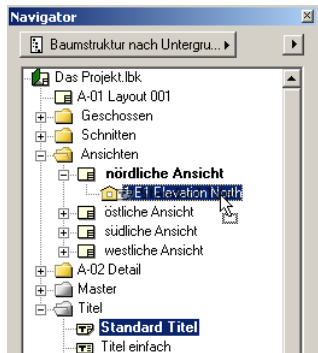 Navigator
Baumstruktur nach Untergru...
Das Projekt.lbk
A-01 Layout 001
Geschossen
Schnitten
Ansichten
nördliche Ansicht
E1 Elevation North
östliche Ansicht
südliche Ansicht
westliche Ansicht
A-02 Detail
Master
Titel
Standard Titel
Titel einfach